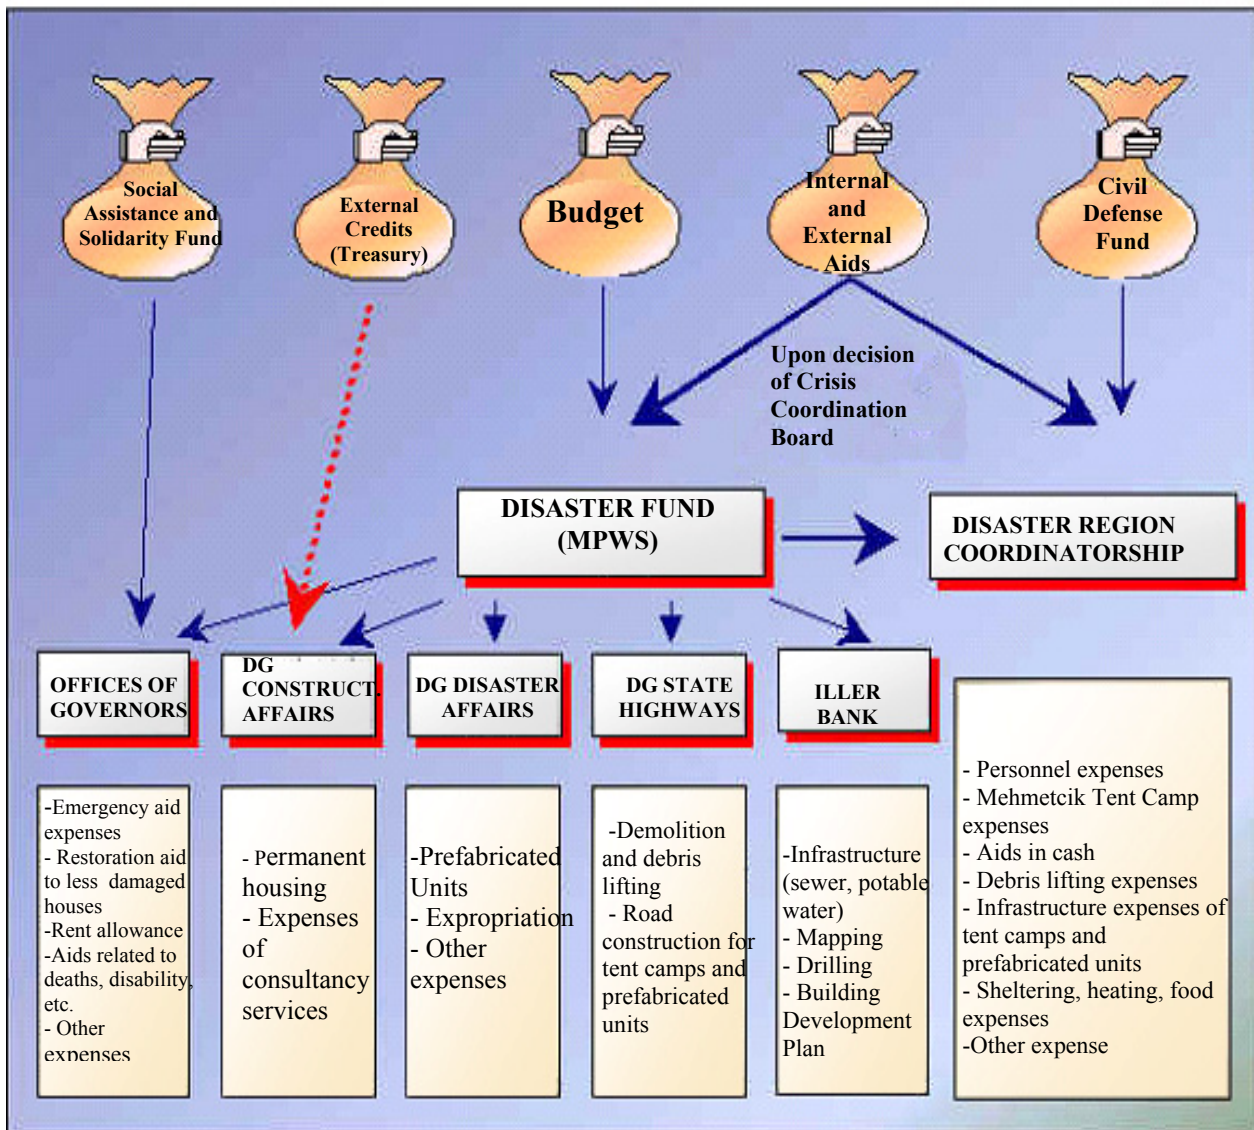 Social
Assistance and
Solidarity Fund
External
Credits
(Treasury)
Budget
Internal
and
External
Aids
Civil
Defense
Fund
Upon decision
of Crisis
Coordination
Board
DISASTER FUND
(MPWS)
DISASTER REGION
COORDINATORSHIP
OFFICES OF
GOVERNORS
DG
CONSTRUCT.
AFFAIRS
DG DISASTER
AFFAIRS
DG STATE
HIGHWAYS
ILLER
BANK
-Emergency aid
expenses
- Restoration aid
to less damaged
houses
-Rent allowance
-Aids related to
deaths, disability,
etc.
- Other
expenses
- Permanent
housing
- Expenses
of
consultancy
services
-Prefabricated
Units
- Expropriation
- Other
expenses
-Demolition
and debris
lifting
- Road
construction for
tent camps and
prefabricated
units
-Infrastructure
(sewer, potable
water)
- Mapping
- Drilling
- Building
Development
Plan
- Personnel expenses
- Mehmetcik Tent Camp
expenses
- Aids in cash
- Debris lifting expenses
- Infrastructure expenses of
tent camps and
prefabricated units
- Sheltering, heating, food
expenses
-Other expense